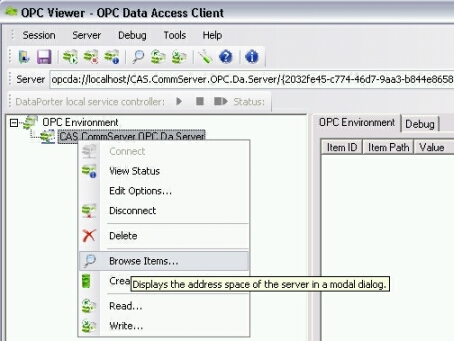 OPC Viewer - OPC Data Access Client
Session Server Debug Tools Help
Server opcda://localhost/CAS.CommServer.OPC.Da.Server/{2032fe45-c774-46d7-9aa3-b844e8658
DataPorter local service controller: Status:
OPC Environment
CAS.CommServer.OPC.Da.Server
Connect
View Status
Edit Options...
Disconnect
Delete
Browse Items...
Crea
Displays the address space of the server in a modal dialog.
Read...
Write...
OPC Environment Debug
Item ID Item Path Value